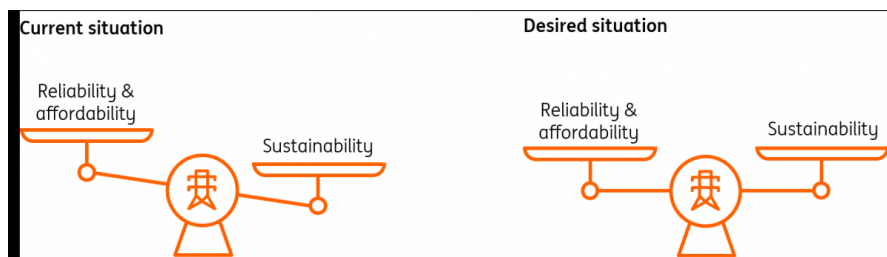 Current situation
Reliability &
affordability
Sustainability
Desired situation
Reliability &
affordability
Sustainability